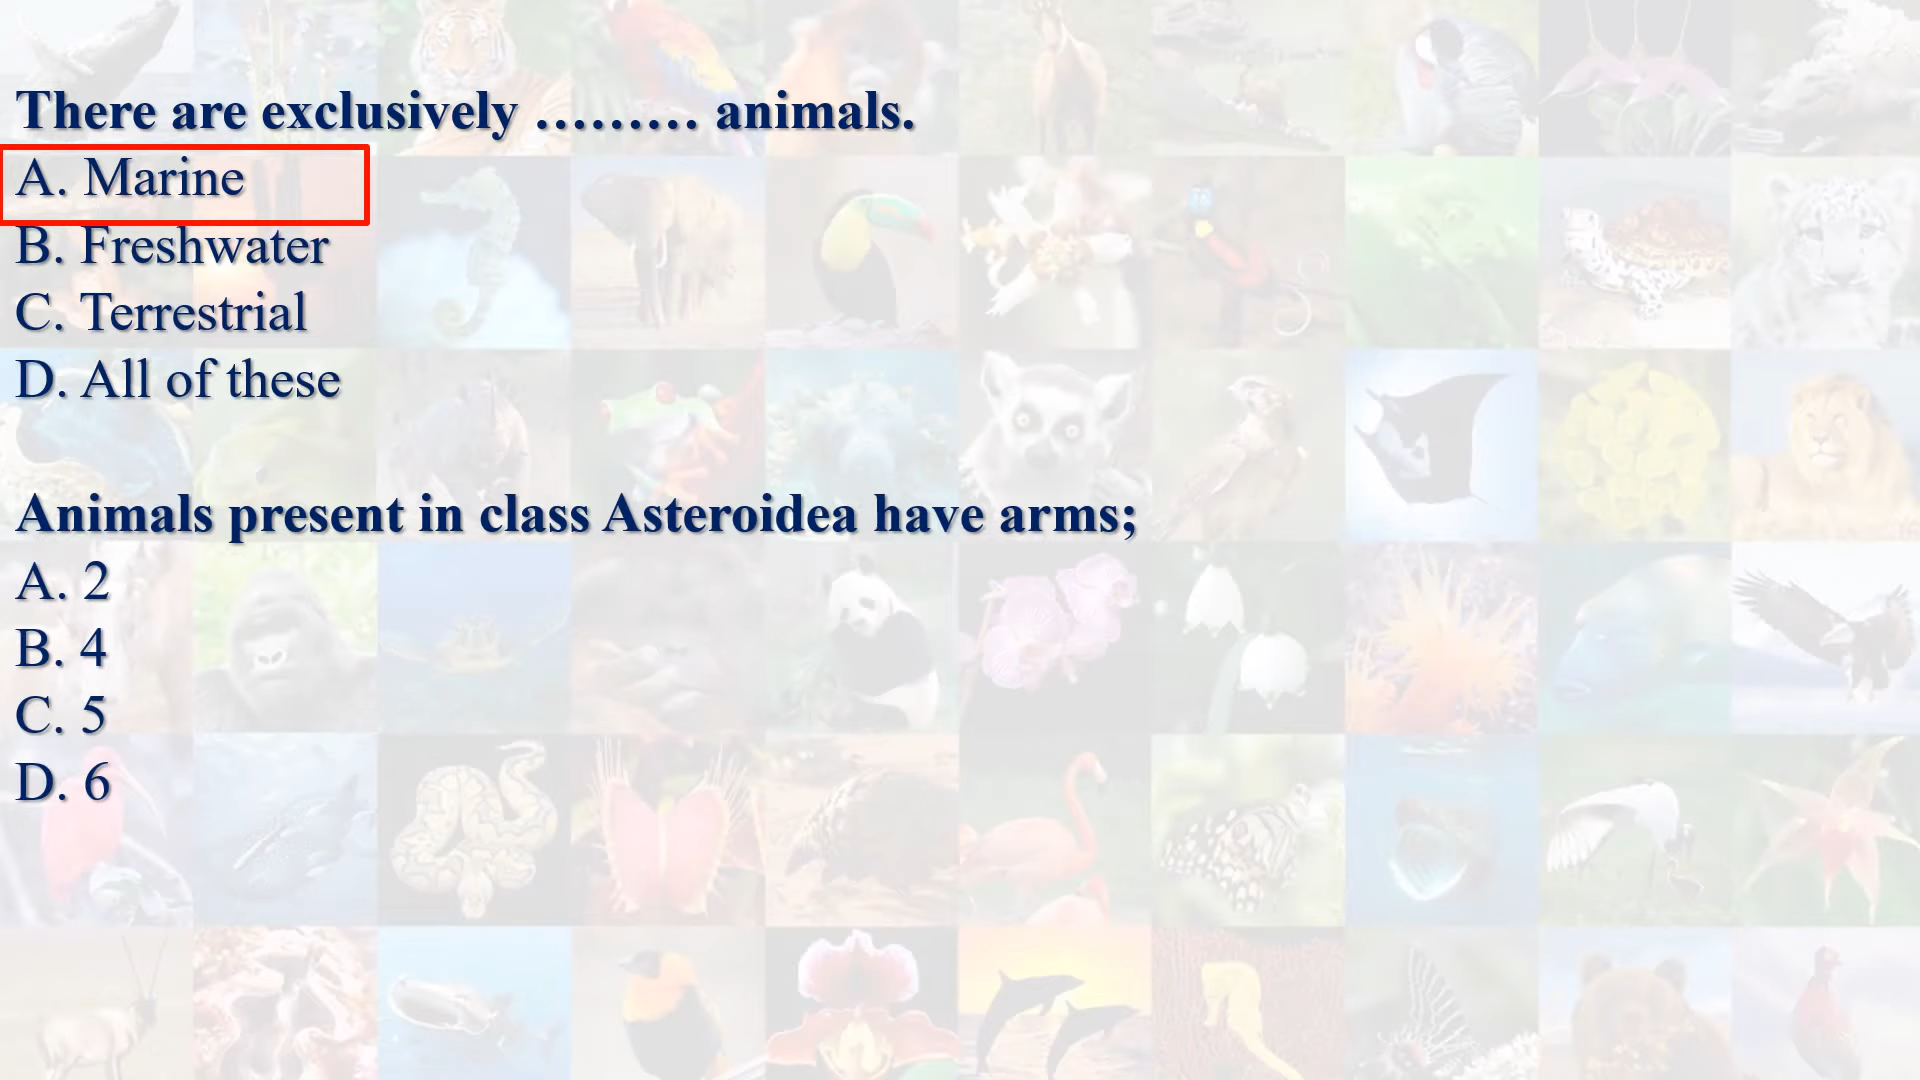 There are exclusively ......... animals.
A. Marine
B. Freshwater
C. Terrestrial
D. All of these
Animals present in class Asteroidea have arms;
A. 2
B. 4
C. 5
D. 6